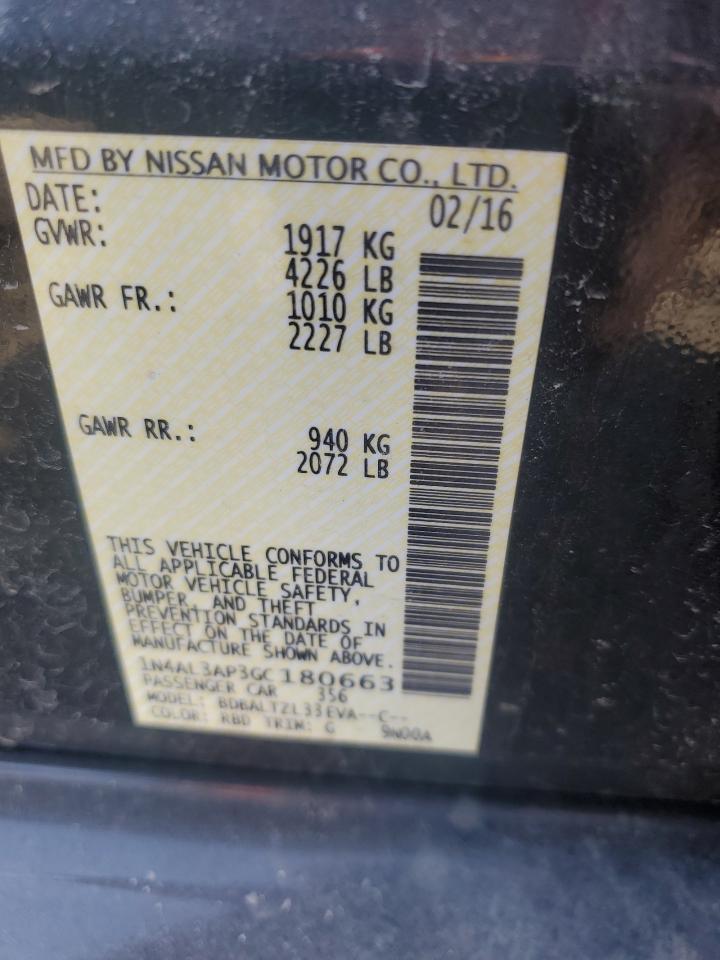 MFD BY NISSAN MOTOR CO., LTD.
DATE: 02/16
GVWR: 1917 KG
4226 LB
GAWR FR.: 1010 KG
2227 LB
GAWR RR.: 940 KG
2072 LB
THIS VEHICLE CONFORMS TO
ALL APPLICABLE FEDERAL
MOTOR VEHICLE SAFETY,
BUMPER, AND THEFT
PREVENTION STANDARDS IN
EFFECT ON THE DATE OF
MANUFACTURE SHOWN ABOVE.
1N4AL3AP3GC180663
PASSENGER CAR 356
MODEL: BDBALTZL33EVA--C--
COLOR: RBD TRIM: G 9N00A